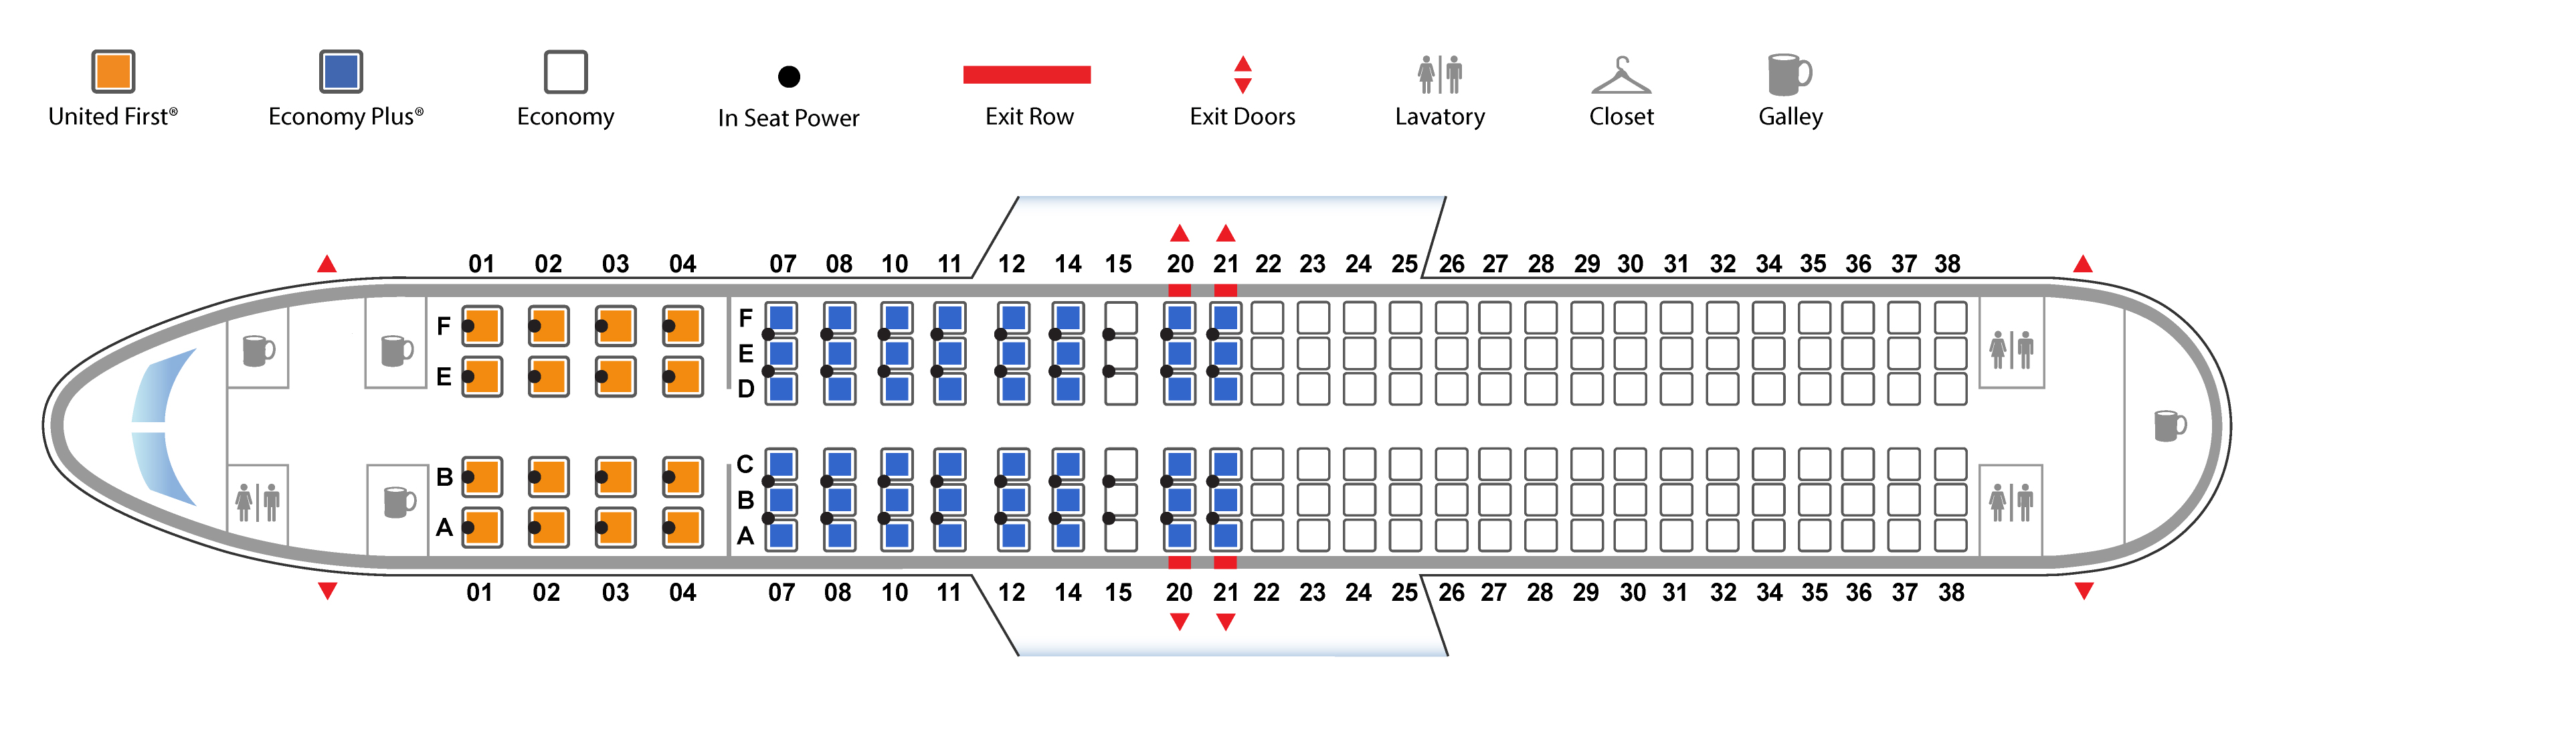 United First® Economy Plus® Economy In Seat Power Exit Row Exit Doors Lavatory Closet Galley
01 02 03 04 07 08 10 11 12 14 15 20 21 22 23 24 25 26 27 28 29 30 31 32 34 35 36 37 38
F F
E E
D
B C
B
A A
01 02 03 04 07 08 10 11 12 14 15 20 21 22 23 24 25 26 27 28 29 30 31 32 34 35 36 37 38